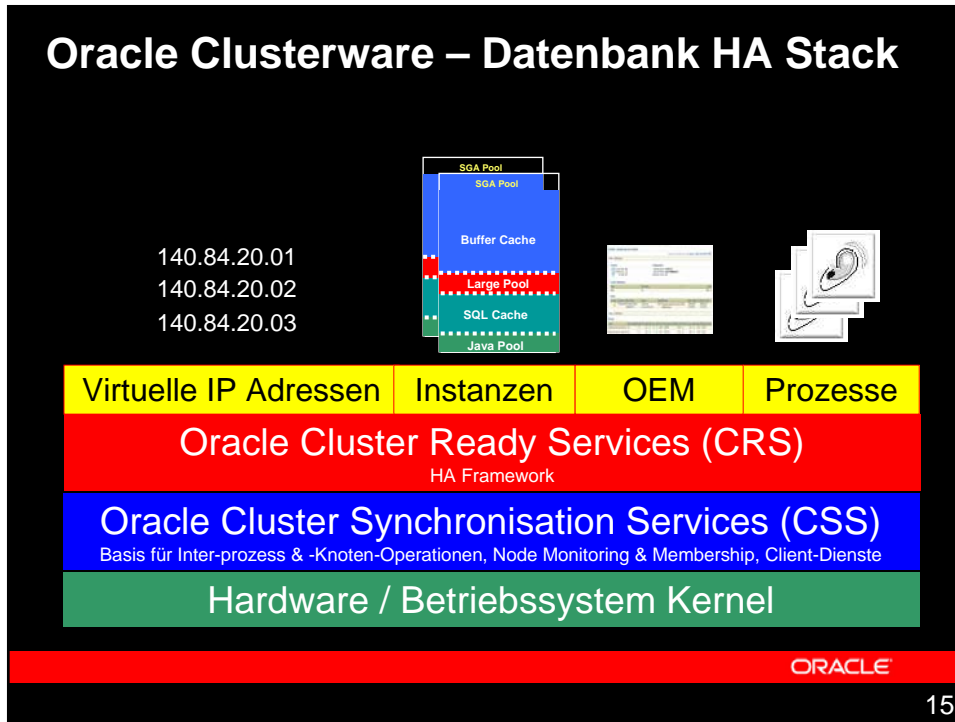 Oracle Clusterware – Datenbank HA Stack
SGA Pool
SGA Pool
Buffer Cache
Large Pool
SQL Cache
Java Pool
140.84.20.01
140.84.20.02
140.84.20.03
Virtuelle IP Adressen
Instanzen
OEM
Prozesse
Oracle Cluster Ready Services (CRS)
HA Framework
Oracle Cluster Synchronisation Services (CSS)
Basis für Inter-prozess & -Knoten-Operationen, Node Monitoring & Membership, Client-Dienste
Hardware / Betriebssystem Kernel
ORACLE
15